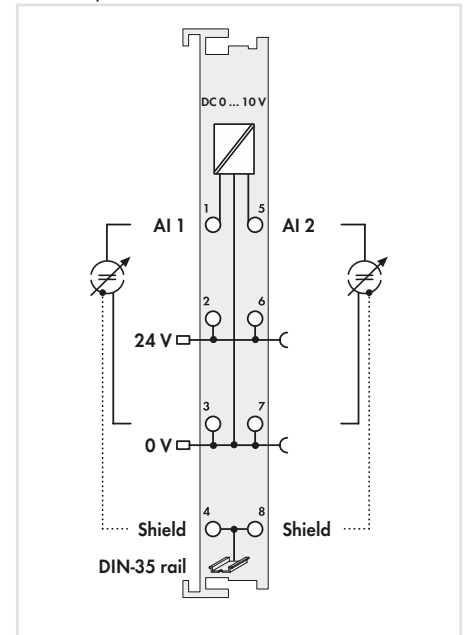 DC 0 ... 10 V
1 5
AI 1 AI 2
2 6
24 V
3 7
0 V
4 8
Shield Shield
DIN-35 rail